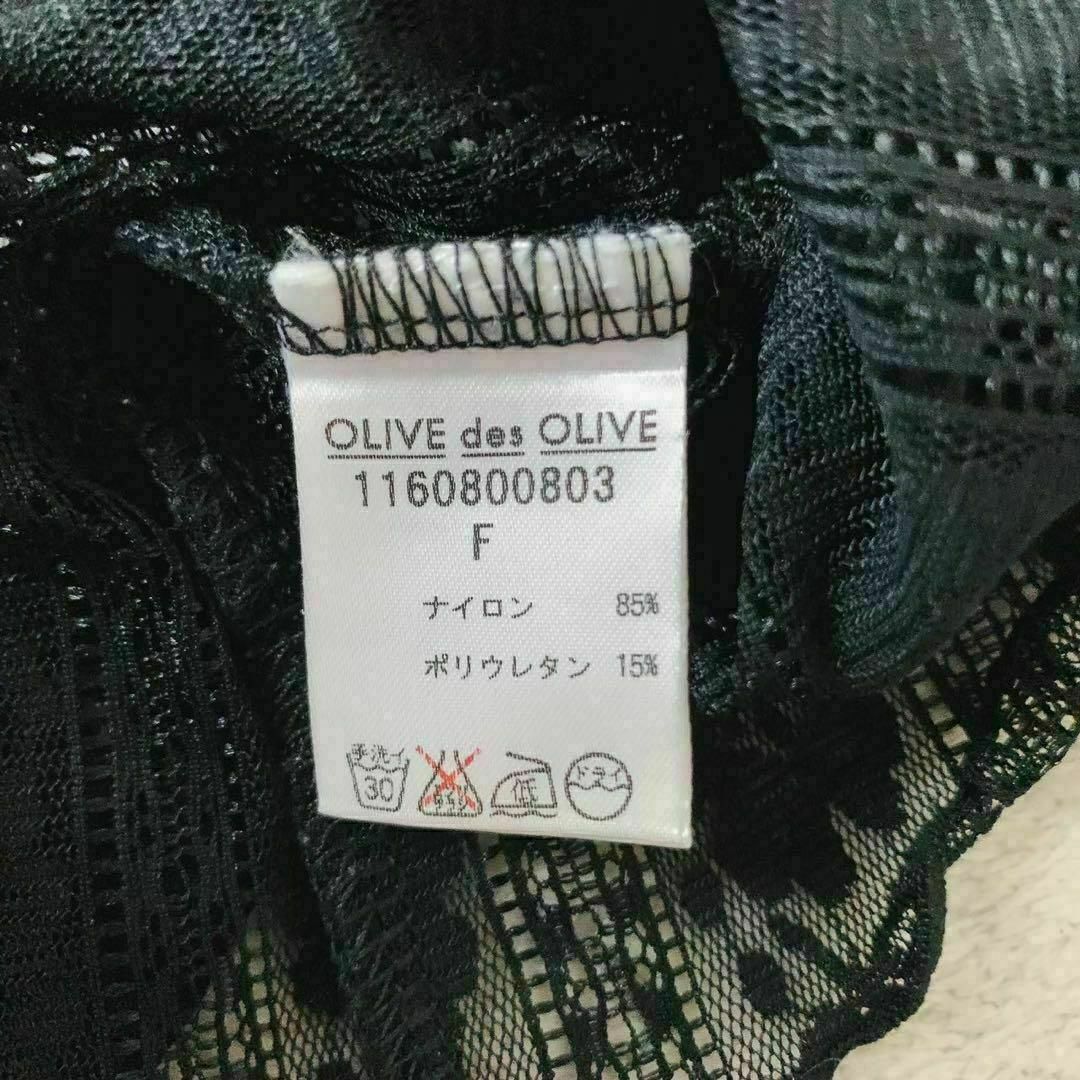 OLIVE des OLIVE
1160800803
F
ナイロン 85%
ポリウレタン 15%
手洗イ 30 低 ドライ